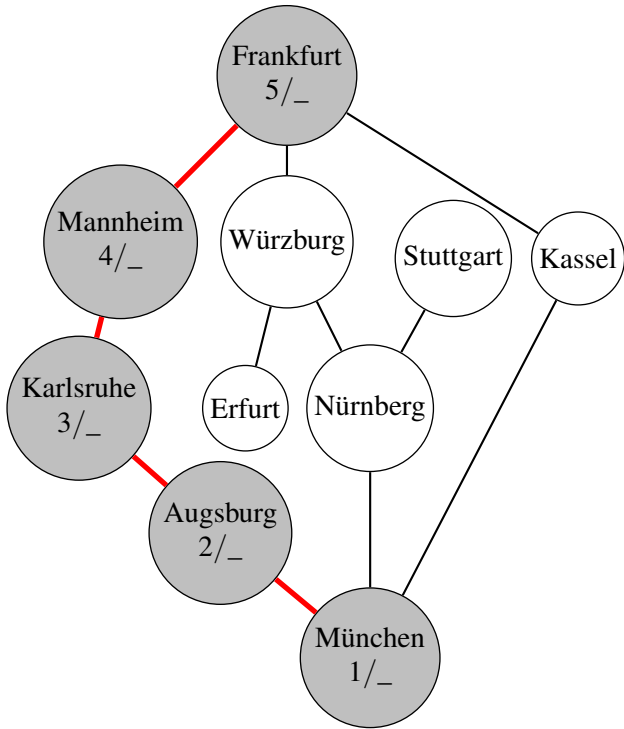 Frankfurt
5/_
Mannheim
4/_
Würzburg
Stuttgart
Kassel
Karlsruhe
3/_
Erfurt
Nürnberg
Augsburg
2/_
München
1/_